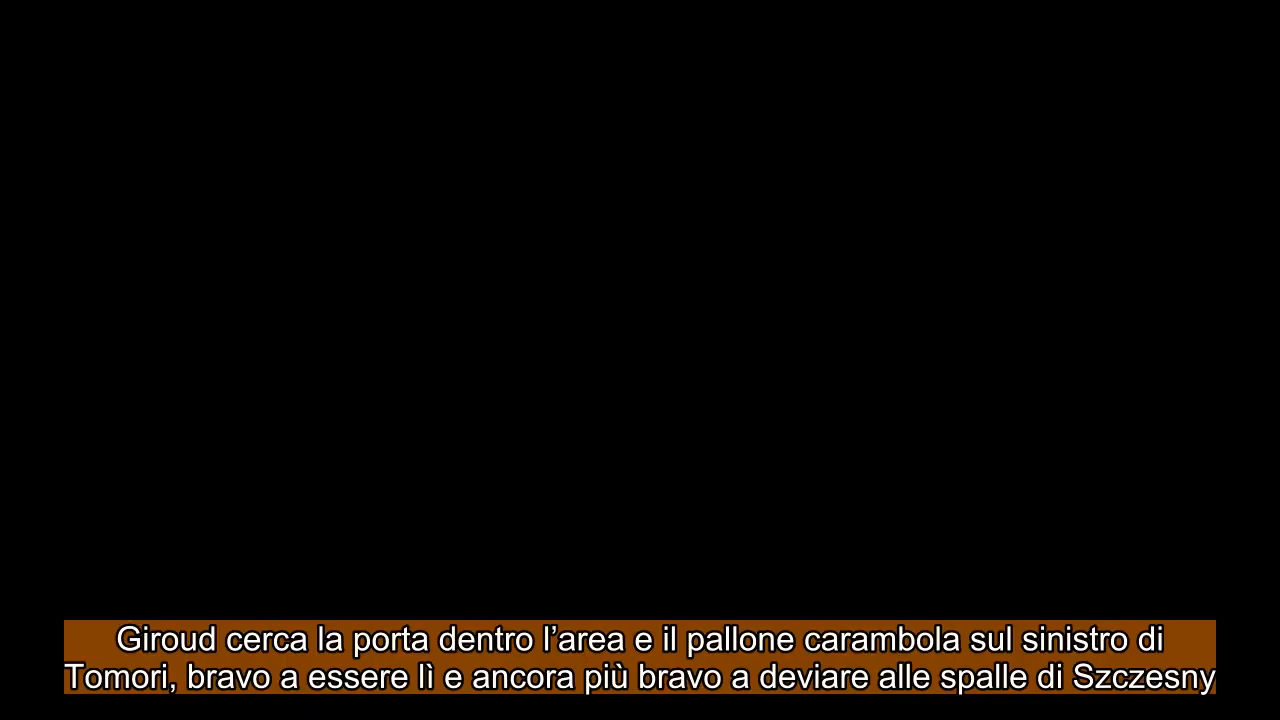 Giroud cerca la porta dentro l’area e il pallone carambola sul sinistro di
Tomori, bravo a essere lì e ancora più bravo a deviare alle spalle di Szczesny